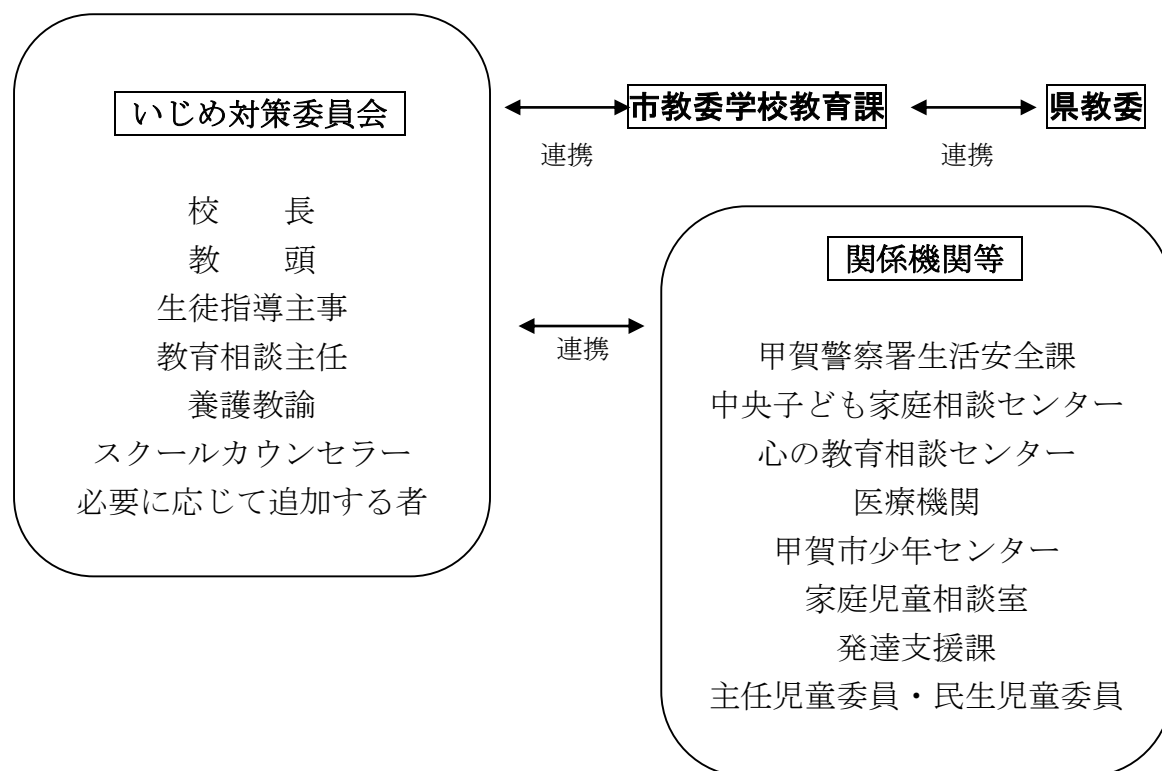 いじめ対策委員会
校　　長
教　　頭
生徒指導主事
教育相談主任
養護教諭
スクールカウンセラー
必要に応じて追加する者
連携
市教委学校教育課
連携
県教委
連携
関係機関等
甲賀警察署生活安全課
中央子ども家庭相談センター
心の教育相談センター
医療機関
甲賀市少年センター
家庭児童相談室
発達支援課
主任児童委員・民生児童委員